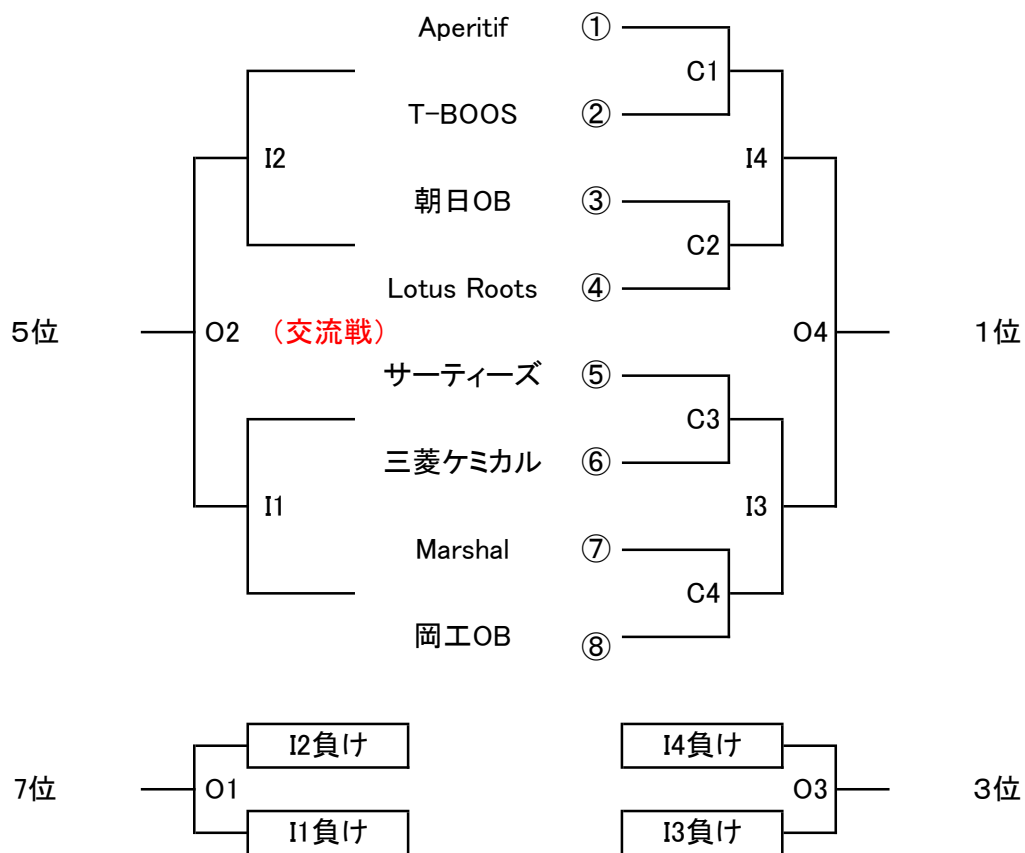 Aperitif ①
C1
T-BOOS ②
I2 I4
朝日OB ③
C2
Lotus Roots ④
5位 O2 (交流戦) O4 1位
サーティーズ ⑤
C3
三菱ケミカル ⑥
I1 I3
Marshal ⑦
C4
岡工OB ⑧
I2負け I4負け
7位 O1 O3 3位
I1負け I3負け